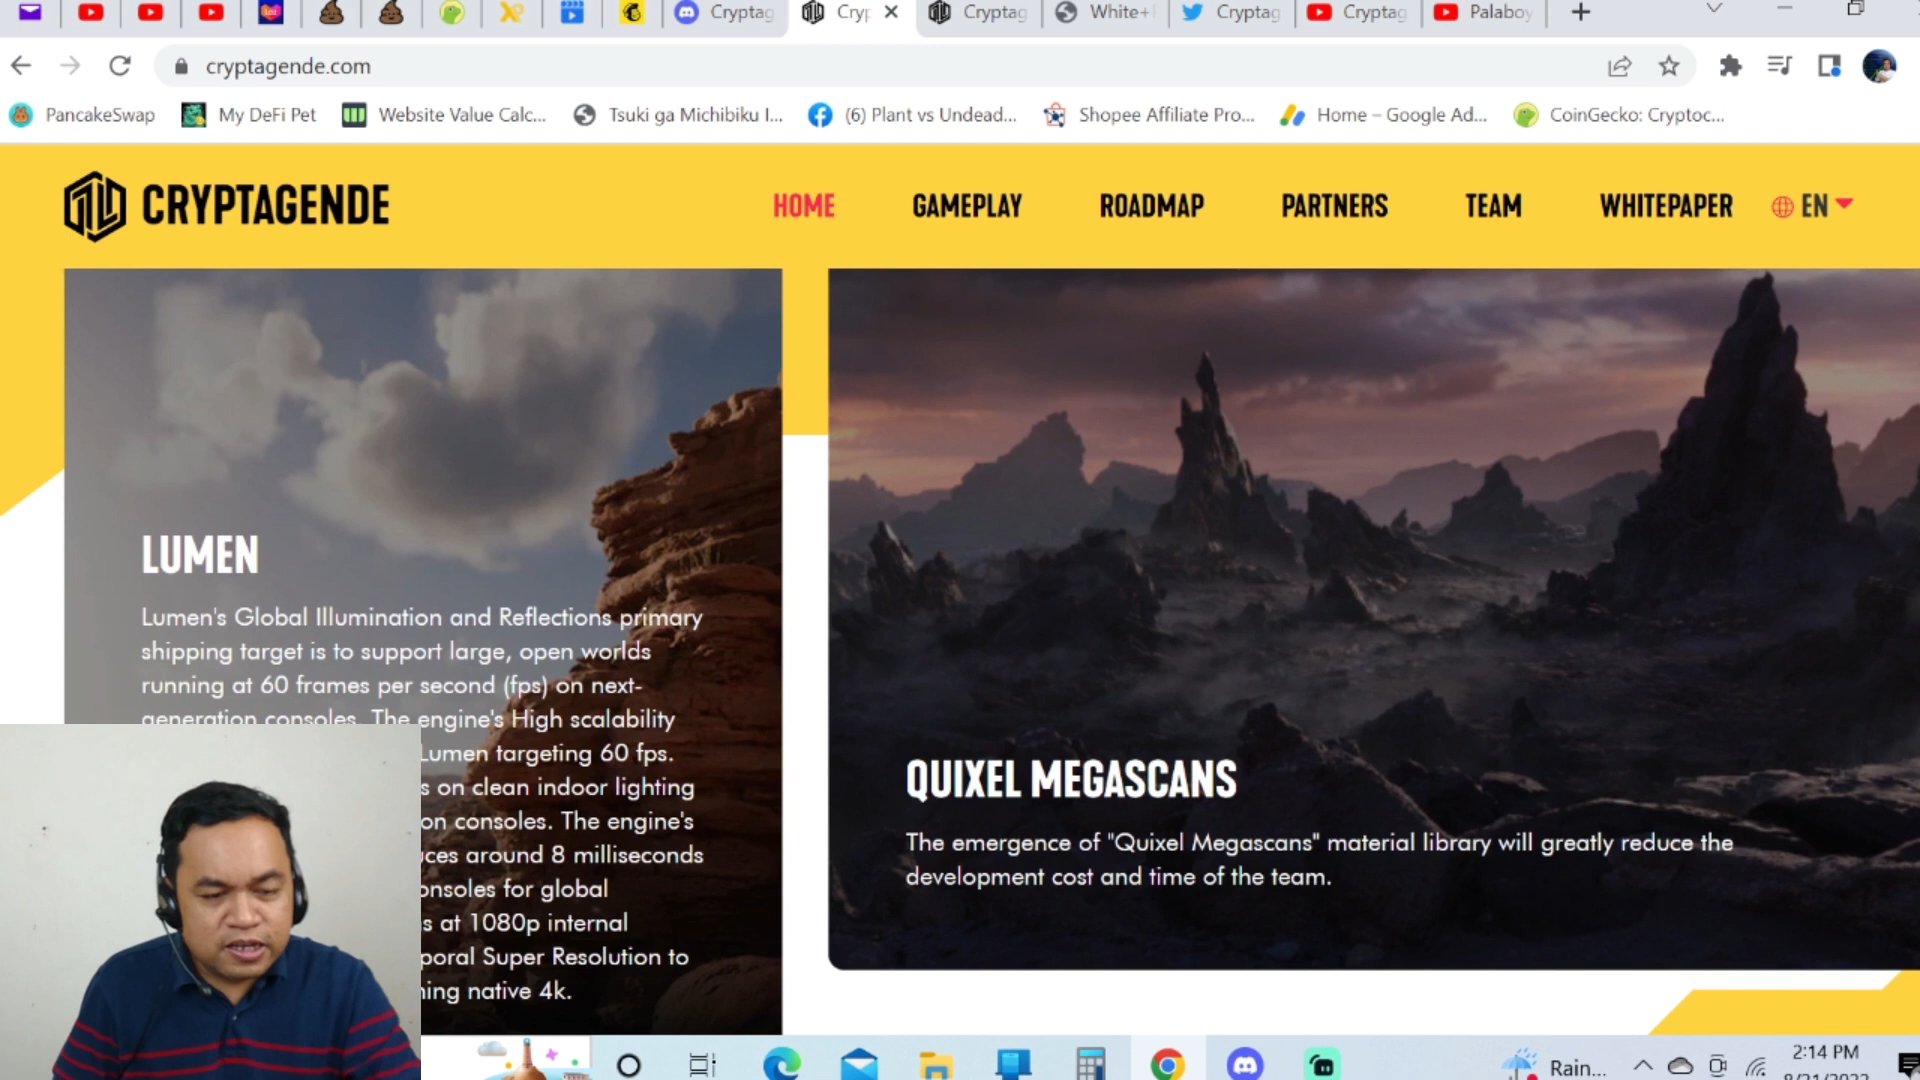 Cryptag
Cryp
Cryptag
White+
Cryptag
Cryptag
Palaboy
cryptagende.com
PancakeSwap
My DeFi Pet
Website Value Calc...
Tsuki ga Michibiku I...
(6) Plant vs Undead...
Shopee Affiliate Pro...
Home – Google Ad...
CoinGecko: Cryptoc...
CRYPTAGENDE
HOME
GAMEPLAY
ROADMAP
PARTNERS
TEAM
WHITEPAPER
EN
LUMEN
Lumen's Global Illumination and Reflections primary
shipping target is to support large, open worlds
running at 60 frames per second (fps) on next-
generation consoles. The engine's High scalability
Lumen targeting 60 fps.
s on clean indoor lighting
on consoles. The engine's
uces around 8 milliseconds
onsoles for global
s at 1080p internal
poral Super Resolution to
ning native 4k.
QUIXEL MEGASCANS
The emergence of "Quixel Megascans" material library will greatly reduce the
development cost and time of the team.
Rain...
2:14 PM